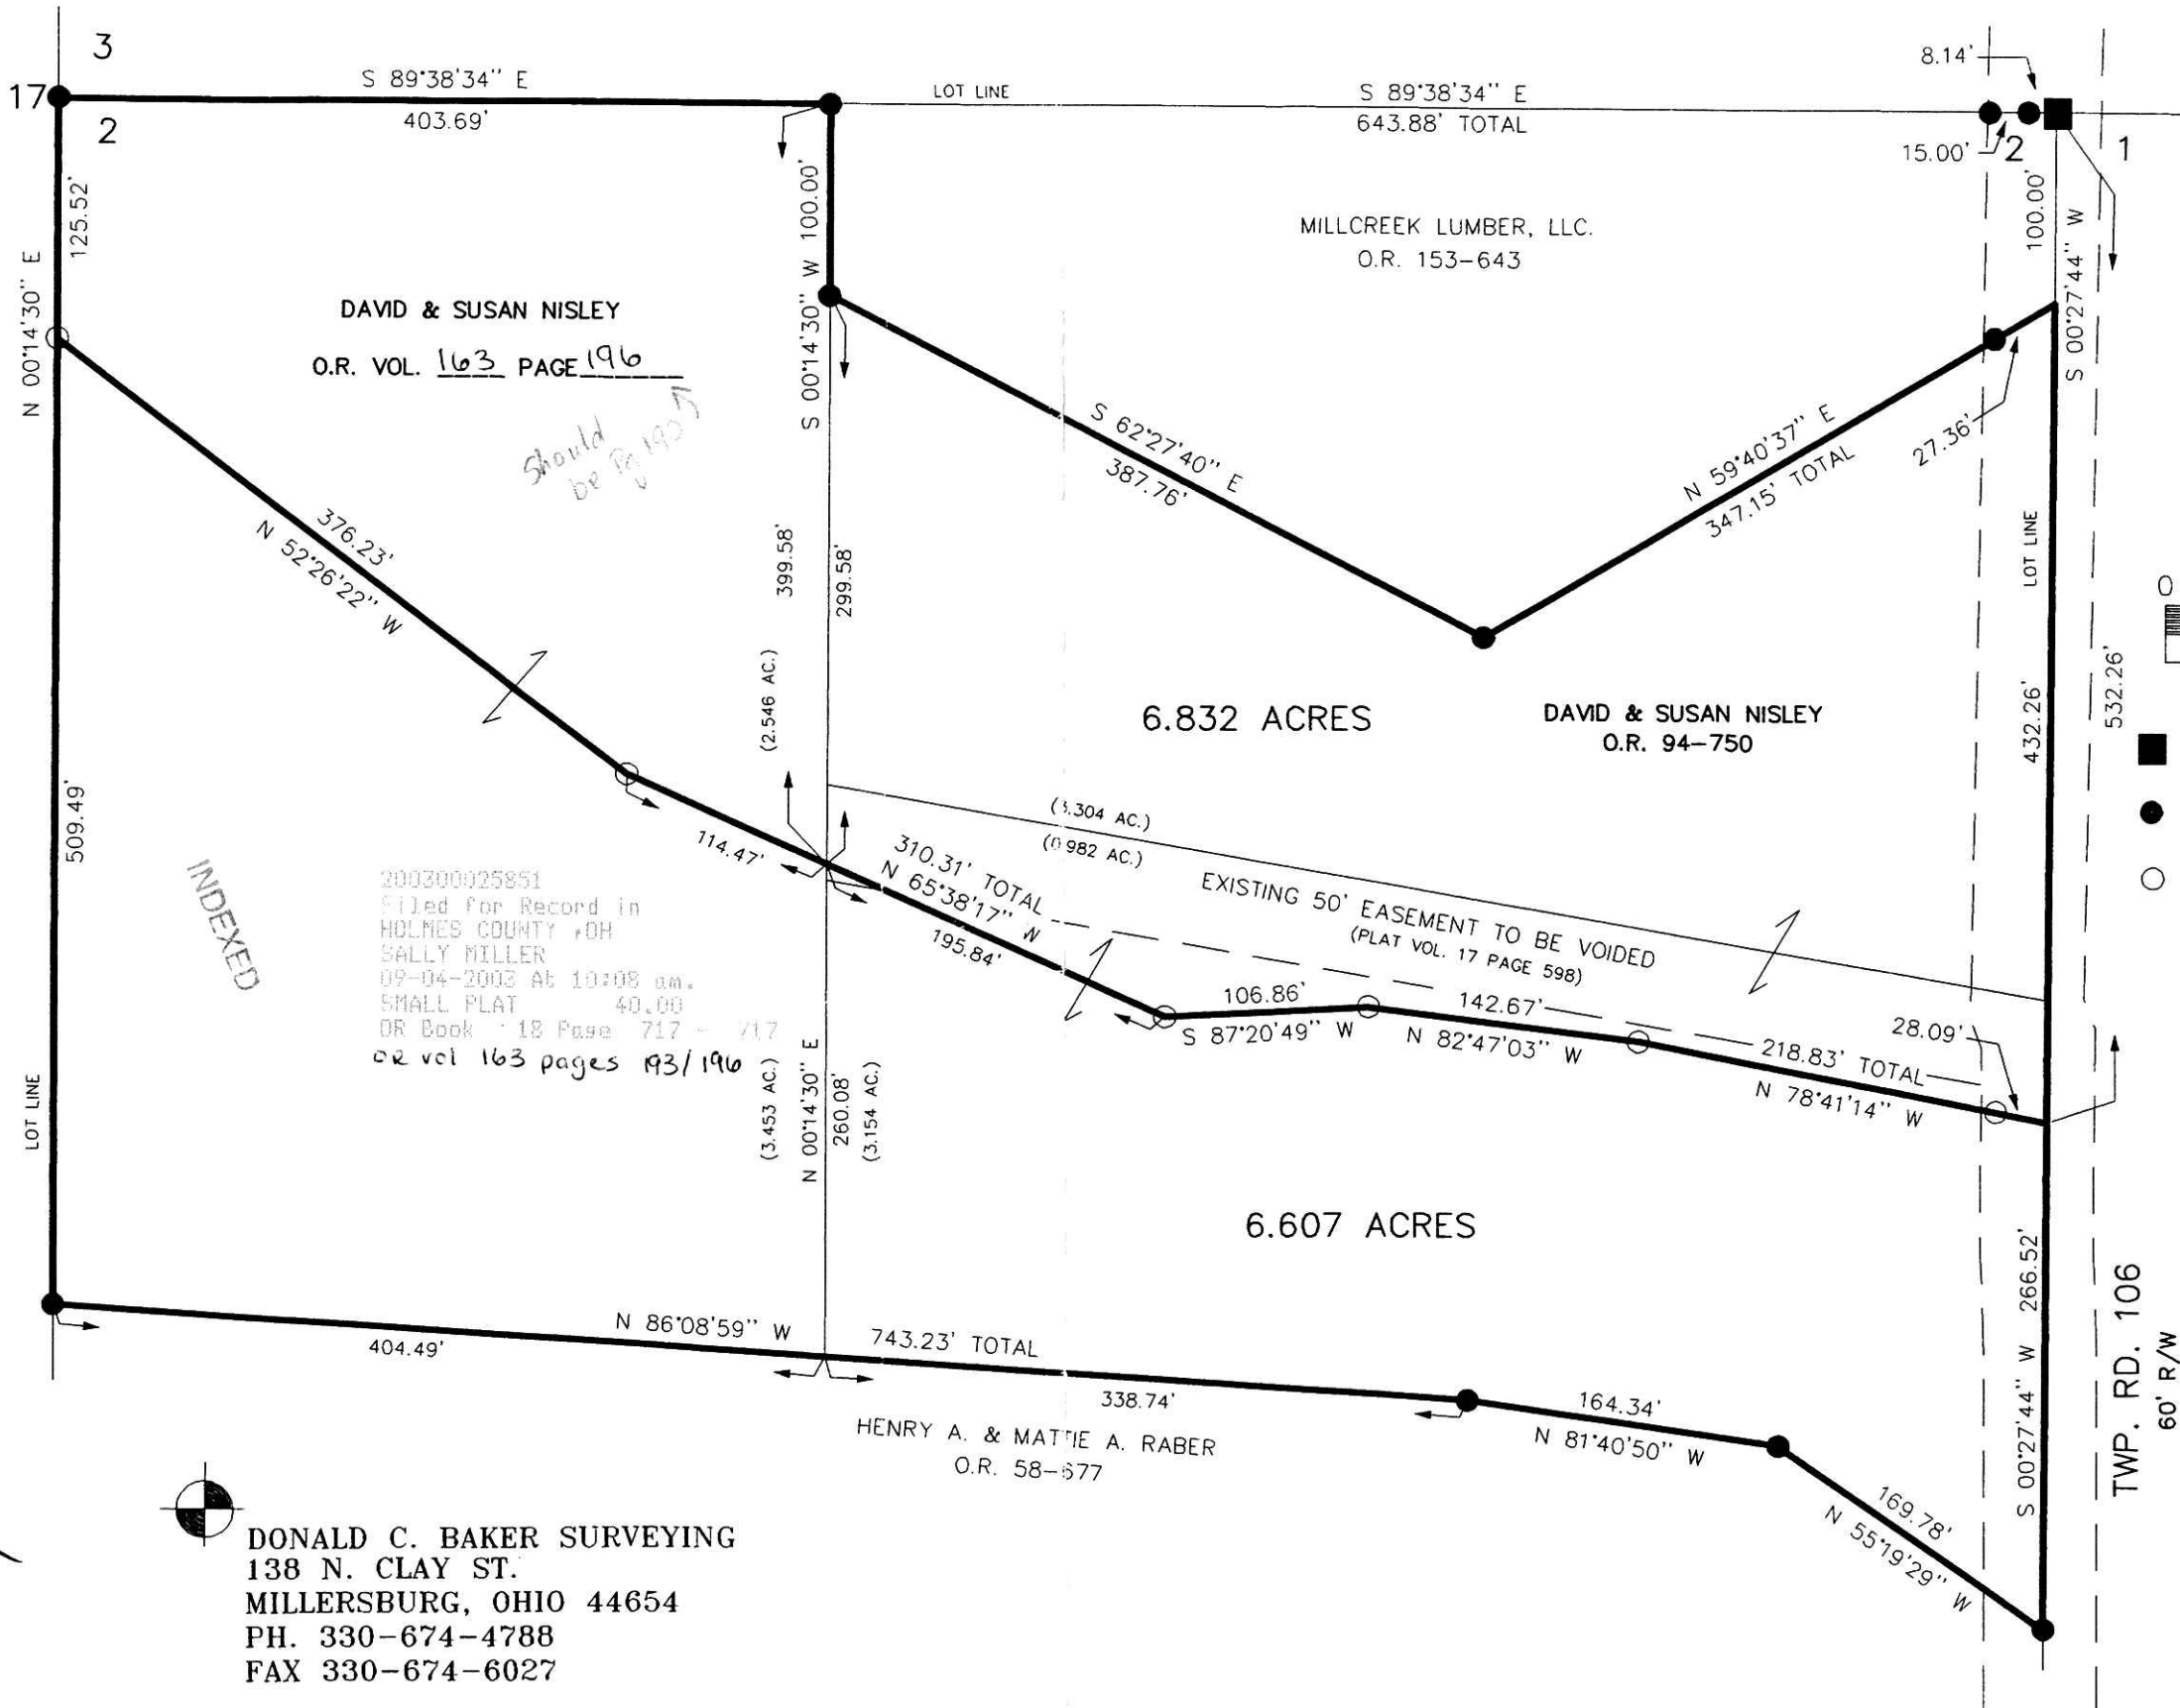 3
17
2
S 89°38'34" E
403.69'
LOT LINE
S 89°38'34" E
643.88' TOTAL
8.14'
15.00'
2
1
100.00'
S 00°27'44" W
125.52'
N 00°14'30" E
DAVID & SUSAN NISLEY
O.R. VOL. 163 PAGE 196
Should
be Pg 190
S 00°14'30" W 100.00'
MILLCREEK LUMBER, LLC.
O.R. 153-643
S 62°27'40" E
387.76'
N 59°40'37" E
347.15' TOTAL
27.36'
376.23'
N 52°26'22" W
399.58'
299.58'
(2.546 AC.)
LOT LINE
432.26'
532.26'
6.832 ACRES
DAVID & SUSAN NISLEY
O.R. 94-750
509.49'
LOT LINE
114.47'
.304 AC.)
(0.982 AC.)
EXISTING 50' EASEMENT TO BE VOIDED
(PLAT VOL. 17 PAGE 598)
310.31' TOTAL
N 65°38'17" W
195.84'
106.86'
S 87°20'49" W
142.67'
N 82°47'03" W
218.83' TOTAL
N 78°41'14" W
28.09'
INDEXED
200300025851
Filed for Record in
HOLMES COUNTY ,OH
SALLY MILLER
09-04-2003 At 10:08 am.
SMALL PLAT 40.00
OR Book 18 Page 717 - 717
OR vol 163 pages 193/196
(3.453 AC.)
N 00°14'30" E
260.08'
(3.154 AC.)
6.607 ACRES
S 00°27'44" W 266.52'
TWP. RD. 106
60' R/W
N 86°08'59" W
404.49'
743.23' TOTAL
338.74'
164.34'
N 81°40'50" W
169.78'
N 55°19'29" W
HENRY A. & MATTIE A. RABER
O.R. 58-677
DONALD C. BAKER SURVEYING
138 N. CLAY ST.
MILLERSBURG, OHIO 44654
PH. 330-674-4788
FAX 330-674-6027